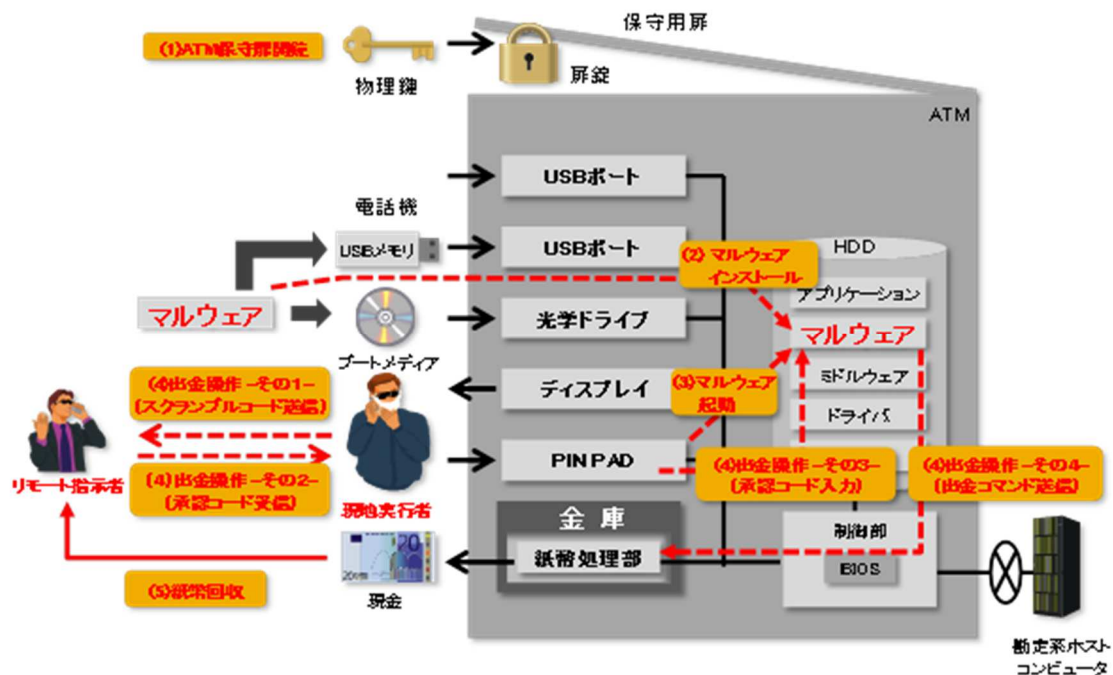 保守用扉
(1)ATM保守扉開錠
物理鍵
扉錠
ATM
USBポート
電話機
USBメモリ
USBポート
HDD
(2)マルウェア
インストール
アプリケーション
マルウェア
光学ドライブ
マルウェア
ブートメディア
(4)出金操作-その1-
(スクランブルコード送信)
ディスプレイ
(3)マルウェア
起動
ミドルウェア
ドライバ
PIN PAD
(4)出金操作-その2-
(承認コード受信)
リモート指示者
現地実行者
(4)出金操作-その3-
(承認コード入力)
(4)出金操作-その4-
(出金コマンド送信)
金庫
紙幣処理部
制御部
BIOS
(5)紙幣回収
現金
勘定系ホスト
コンピュータ